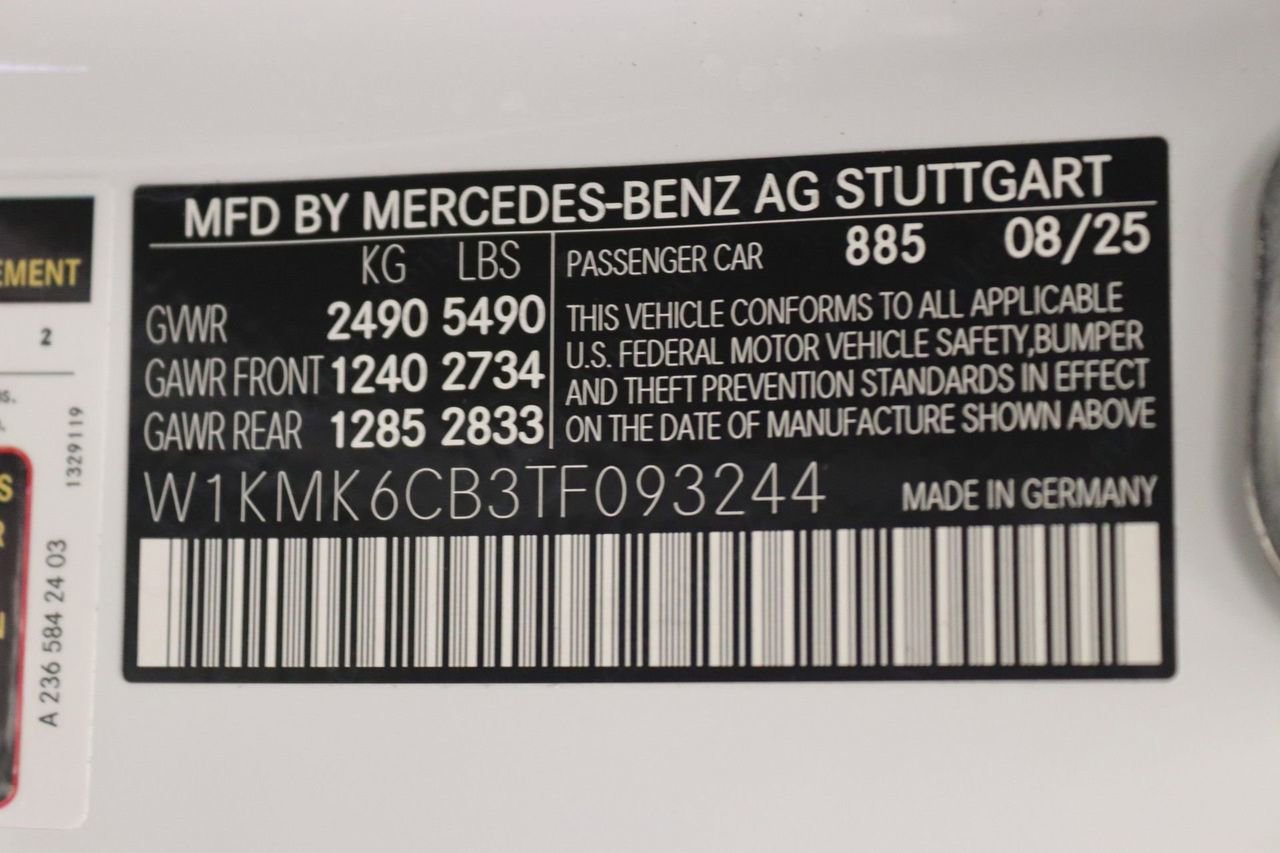 EMENT
2
S
R
N
1329119
A 236 584 24 03
MFD BY MERCEDES-BENZ AG STUTTGART
KG LBS
GVWR 2490 5490
GAWR FRONT 1240 2734
GAWR REAR 1285 2833
PASSENGER CAR 885 08/25
THIS VEHICLE CONFORMS TO ALL APPLICABLE
U.S. FEDERAL MOTOR VEHICLE SAFETY,BUMPER
AND THEFT PREVENTION STANDARDS IN EFFECT
ON THE DATE OF MANUFACTURE SHOWN ABOVE
W1KMK6CB3TF093244 MADE IN GERMANY